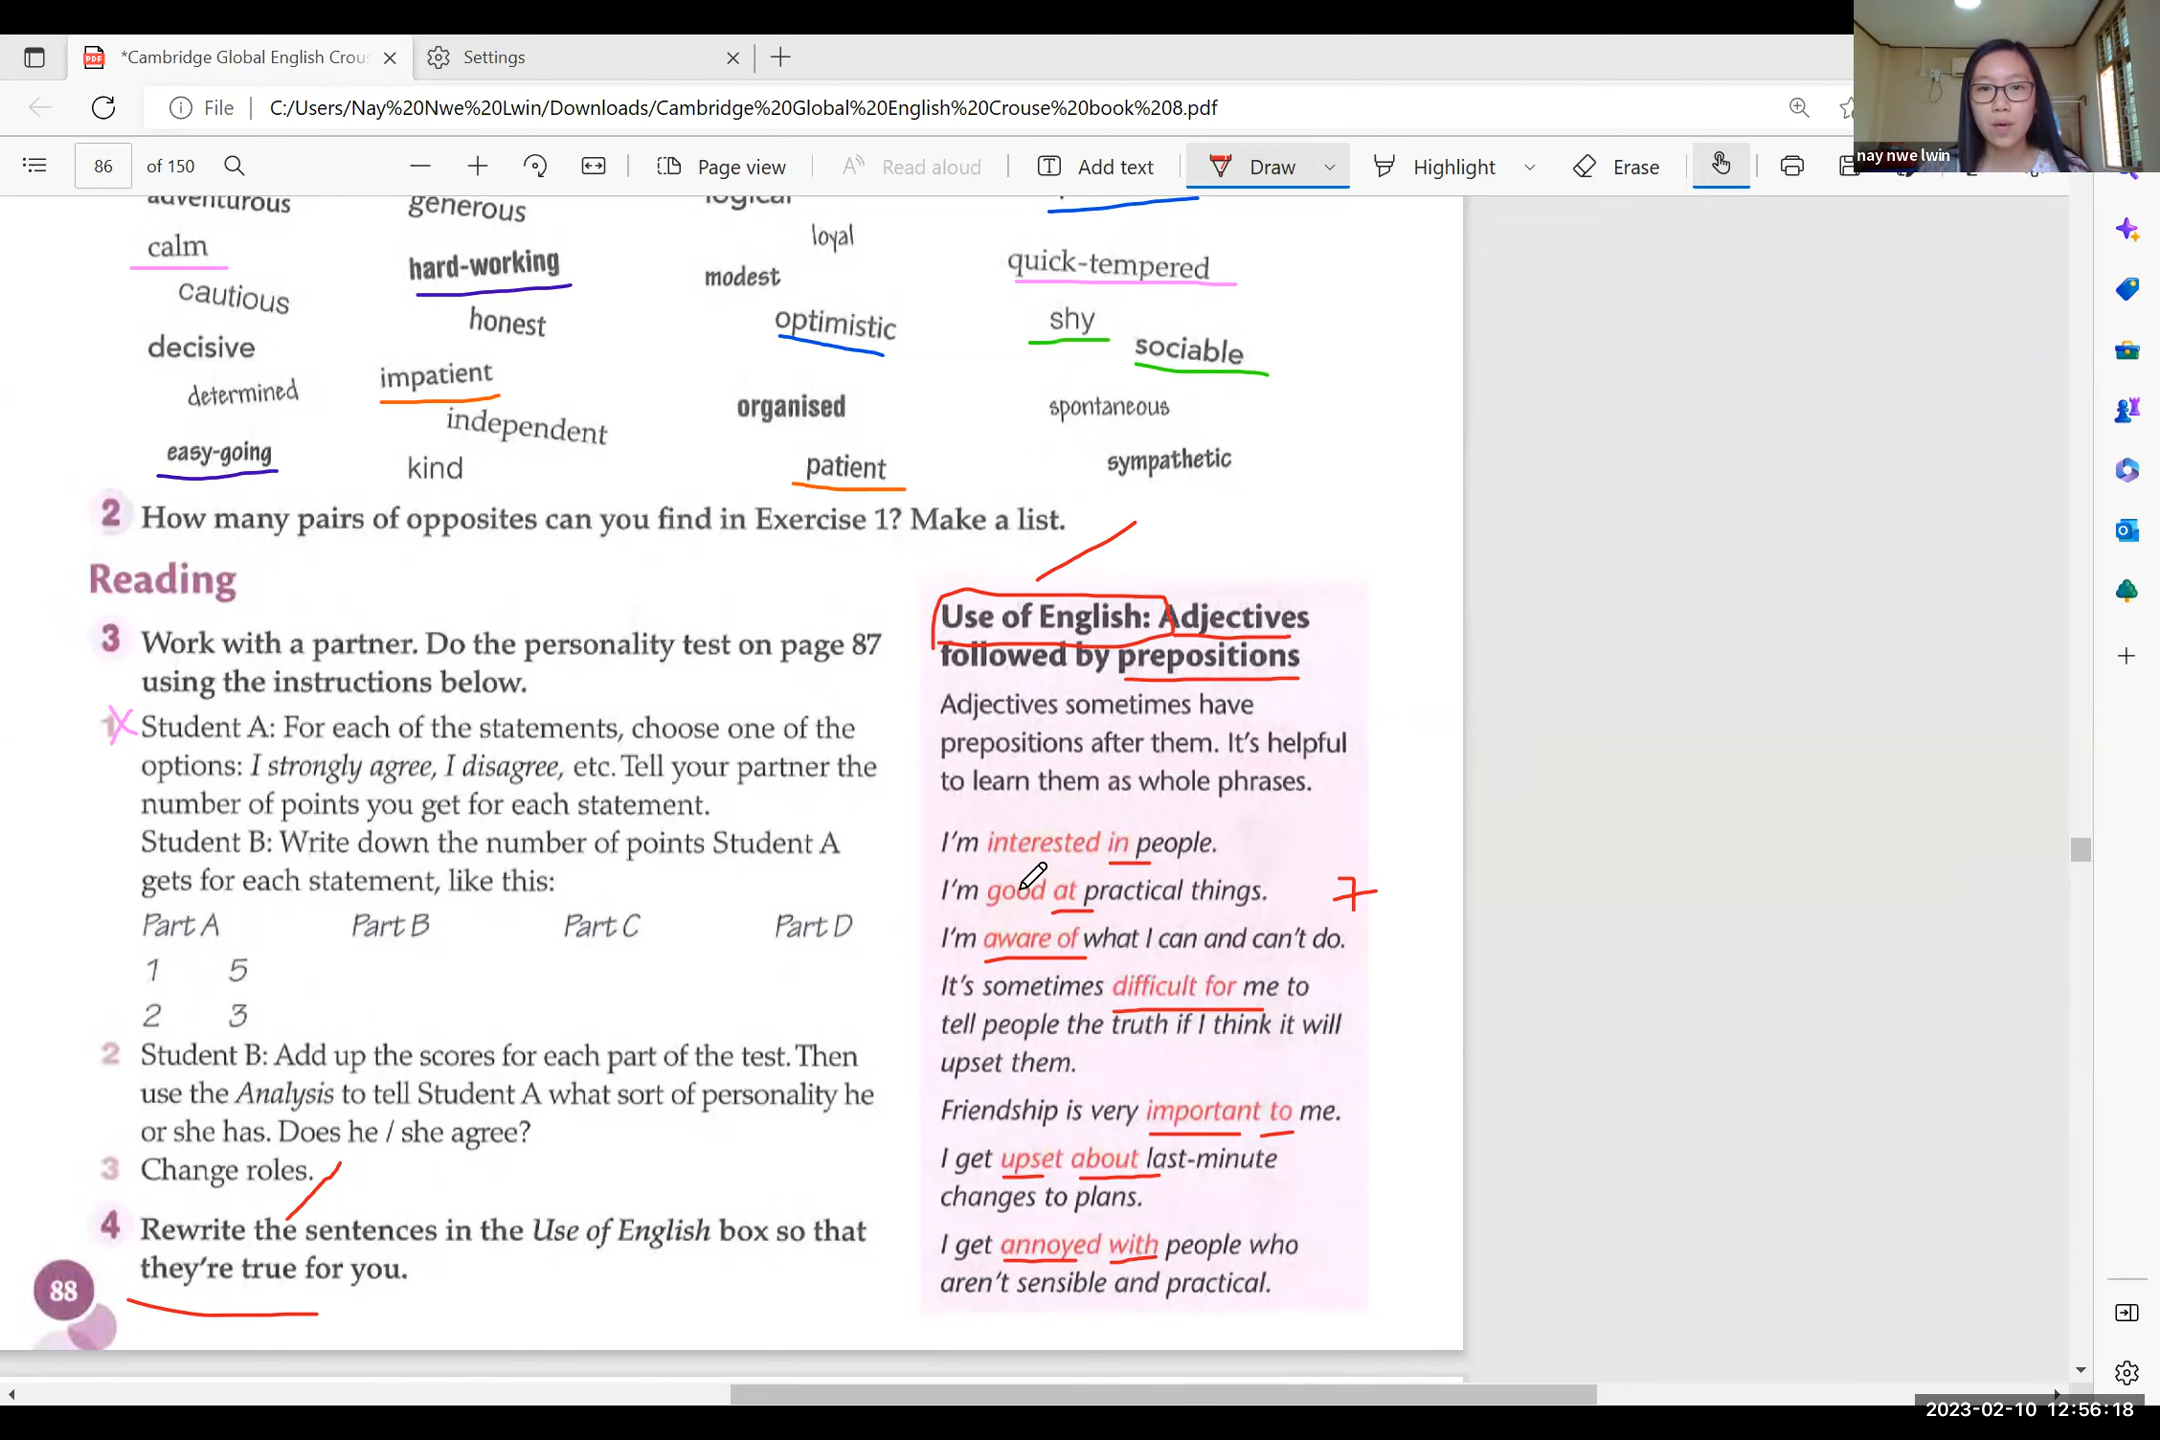 *Cambridge Global English Crou
Settings
File
C:/Users/Nay%20Nwe%20Lwin/Downloads/Cambridge%20Global%20English%20Crouse%20book%208.pdf
nay nwe lwin
86 of 150
Page view
Read aloud
Add text
Draw
Highlight
Erase
adventurous
generous
logical
calm
hard-working
loyal
modest
quick-tempered
cautious
honest
optimistic
shy
sociable
decisive
determined
impatient
independent
organised
spontaneous
easy-going
kind
patient
sympathetic
2 How many pairs of opposites can you find in Exercise 1? Make a list.
Reading
3 Work with a partner. Do the personality test on page 87
using the instructions below.
1 Student A: For each of the statements, choose one of the
options: I strongly agree, I disagree, etc. Tell your partner the
number of points you get for each statement.
Student B: Write down the number of points Student A
gets for each statement, like this:
Part A Part B Part C Part D
1 5
2 3
2 Student B: Add up the scores for each part of the test. Then
use the Analysis to tell Student A what sort of personality he
or she has. Does he / she agree?
3 Change roles.
4 Rewrite the sentences in the Use of English box so that
they're true for you.
88
Use of English: Adjectives
followed by prepositions
Adjectives sometimes have
prepositions after them. It's helpful
to learn them as whole phrases.
I'm interested in people.
I'm good at practical things.
7
I'm aware of what I can and can't do.
It's sometimes difficult for me to
tell people the truth if I think it will
upset them.
Friendship is very important to me.
I get upset about last-minute
changes to plans.
I get annoyed with people who
aren't sensible and practical.
2023-02-10 12:56:18